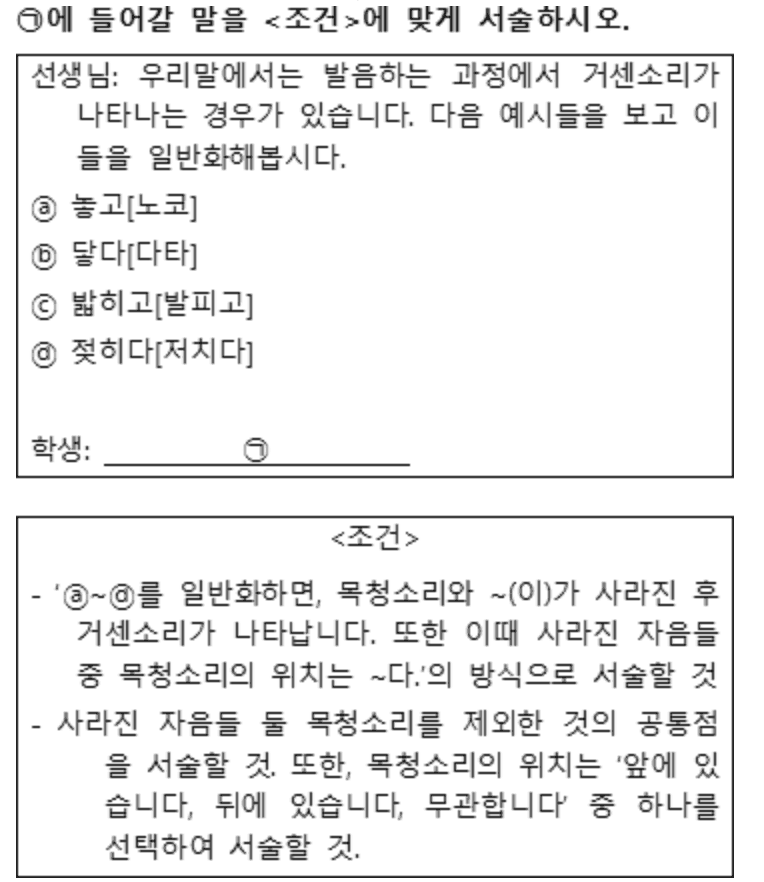 ㉠에 들어갈 말을 <조건>에 맞게 서술하시오.
선생님: 우리말에서는 발음하는 과정에서 거센소리가
나타나는 경우가 있습니다. 다음 예시들을 보고 이
들을 일반화해봅시다.
ⓐ 놓고[노코]
ⓑ 닿다[다타]
ⓒ 밟히고[발피고]
ⓓ 젖히다[저치다]
학생: ㉠
<조건>
- 'ⓐ~ⓓ를 일반화하면, 목청소리와 ~(이)가 사라진 후
거센소리가 나타납니다. 또한 이때 사라진 자음들
중 목청소리의 위치는 ~다.'의 방식으로 서술할 것
- 사라진 자음들 둘 목청소리를 제외한 것의 공통점
을 서술할 것. 또한, 목청소리의 위치는 '앞에 있
습니다, 뒤에 있습니다, 무관합니다' 중 하나를
선택하여 서술할 것.